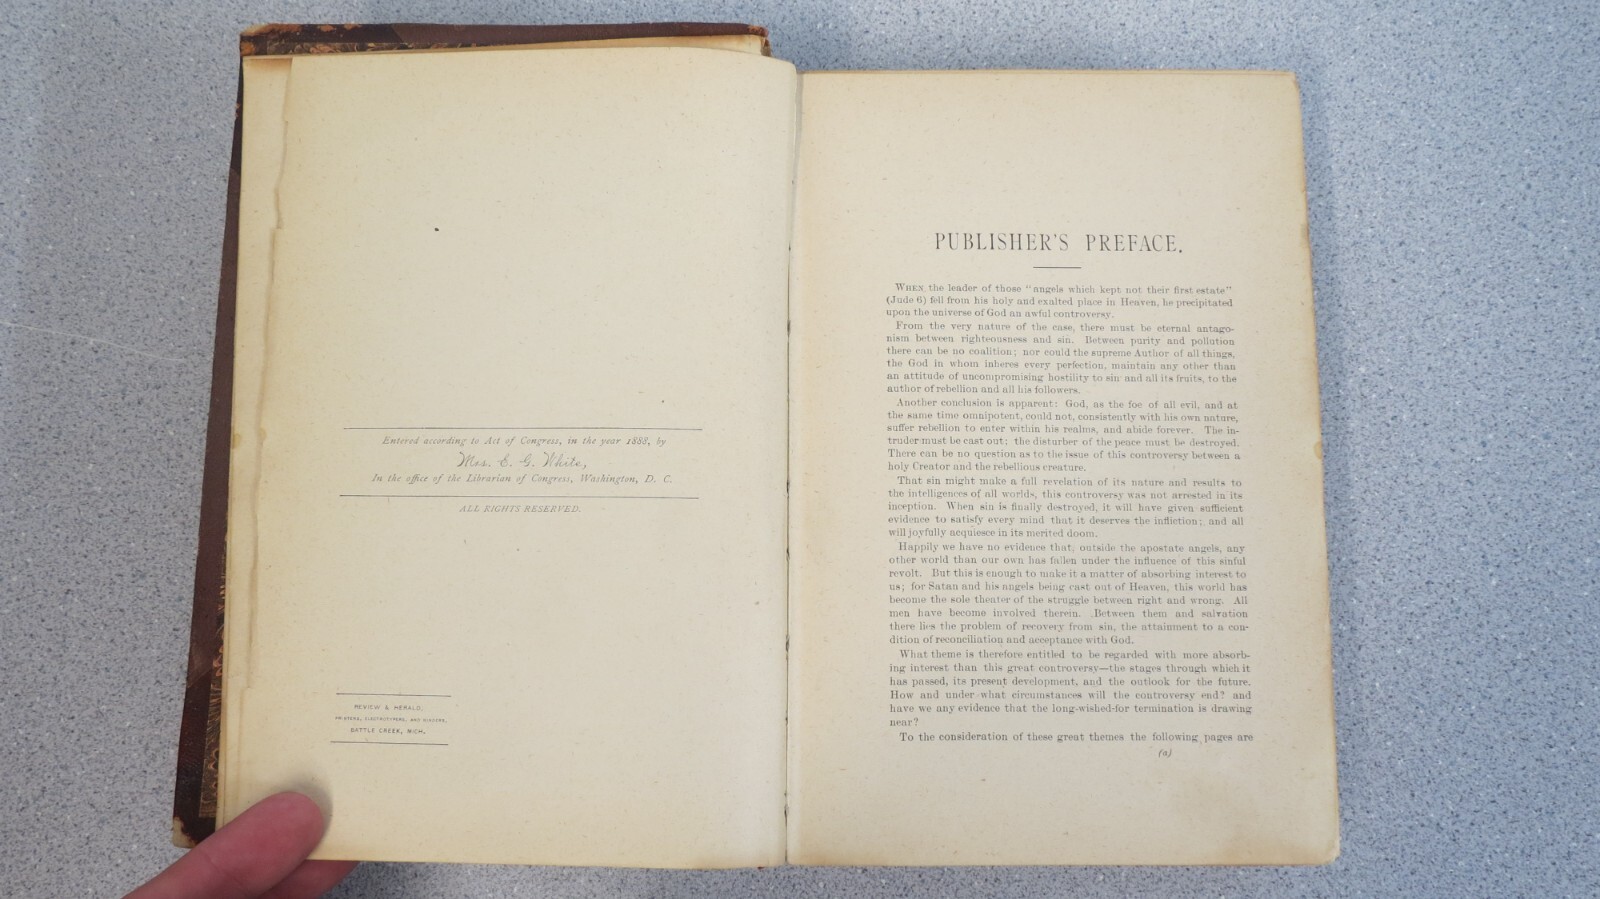 Entered according to Act of Congress, in the year 1888, by
Mrs. E. G. White,
In the office of the Librarian of Congress, Washington, D. C.
ALL RIGHTS RESERVED.
REVIEW & HERALD,
PRINTERS, ELECTROTYPERS, AND BINDERS,
BATTLE CREEK, MICH.
PUBLISHER'S PREFACE.
WHEN the leader of those "angels which kept not their first estate"
(Jude 6) fell from his holy and exalted place in Heaven, he precipitated
upon the universe of God an awful controversy.
From the very nature of the case, there must be eternal antago-
nism between righteousness and sin. Between purity and pollution
there can be no coalition; nor could the supreme Author of all things,
the God in whom inheres every perfection, maintain any other than
an attitude of uncompromising hostility to sin and all its fruits, to the
author of rebellion and all his followers.
Another conclusion is apparent: God, as the foe of all evil, and at
the same time omnipotent, could not, consistently with his own nature,
suffer rebellion to enter within his realms, and abide forever. The in-
truder must be cast out; the disturber of the peace must be destroyed.
There can be no question as to the issue of this controversy between a
holy Creator and the rebellious creature.
That sin might make a full revelation of its nature and results to
the intelligences of all worlds, this controversy was not arrested in its
inception. When sin is finally destroyed, it will have given sufficient
evidence to satisfy every mind that it deserves the infliction; and all
will joyfully acquiesce in its merited doom.
Happily we have no evidence that, outside the apostate angels, any
other world than our own has fallen under the influence of this sinful
revolt. But this is enough to make it a matter of absorbing interest to
us; for Satan and his angels being cast out of Heaven, this world has
become the sole theater of the struggle between right and wrong. All
men have become involved therein. Between them and salvation
there lies the problem of recovery from sin, the attainment to a con-
dition of reconciliation and acceptance with God.
What theme is therefore entitled to be regarded with more absorb-
ing interest than this great controversy—the stages through which it
has passed, its present development, and the outlook for the future.
How and under what circumstances will the controversy end? and
have we any evidence that the long-wished-for termination is drawing
near?
To the consideration of these great themes the following pages are
(a)